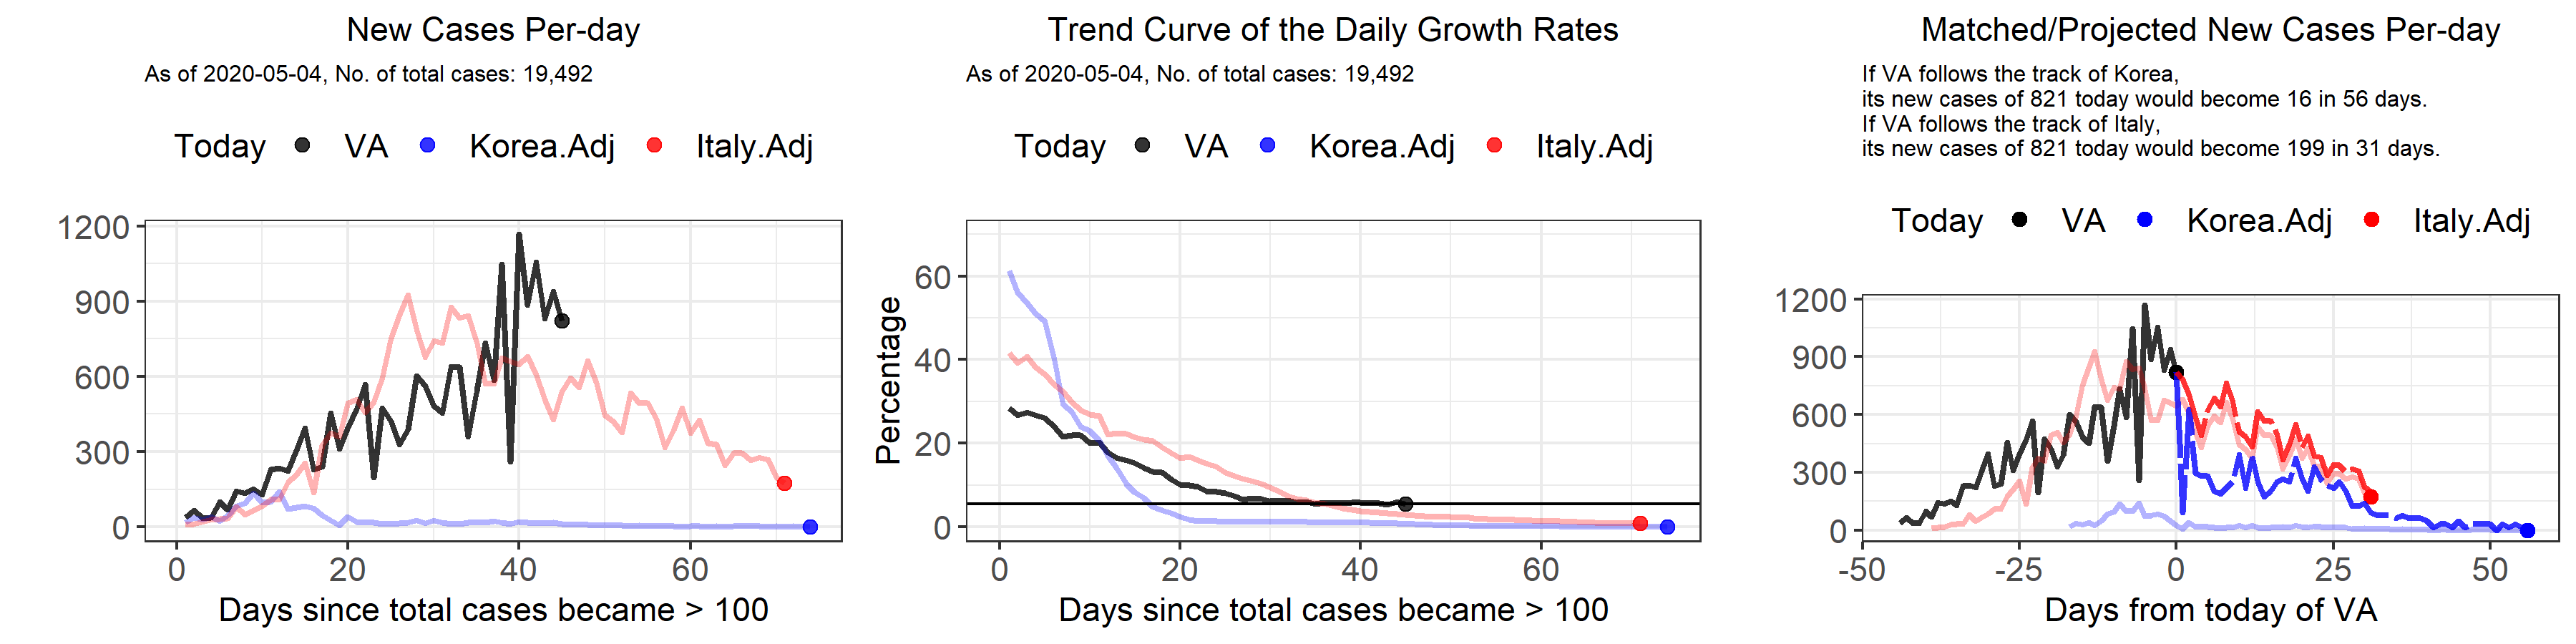 New Cases Per-day
As of 2020-05-04, No. of total cases: 19,492
Today VA Korea.Adj Italy.Adj
1200
900
600
300
0
0 20 40 60
Days since total cases became > 100
Trend Curve of the Daily Growth Rates
As of 2020-05-04, No. of total cases: 19,492
Today VA Korea.Adj Italy.Adj
Percentage
60
40
20
0
0 20 40 60
Days since total cases became > 100
Matched/Projected New Cases Per-day
If VA follows the track of Korea,
its new cases of 821 today would become 16 in 56 days.
If VA follows the track of Italy,
its new cases of 821 today would become 199 in 31 days.
Today VA Korea.Adj Italy.Adj
1200
900
600
300
0
-50 -25 0 25 50
Days from today of VA